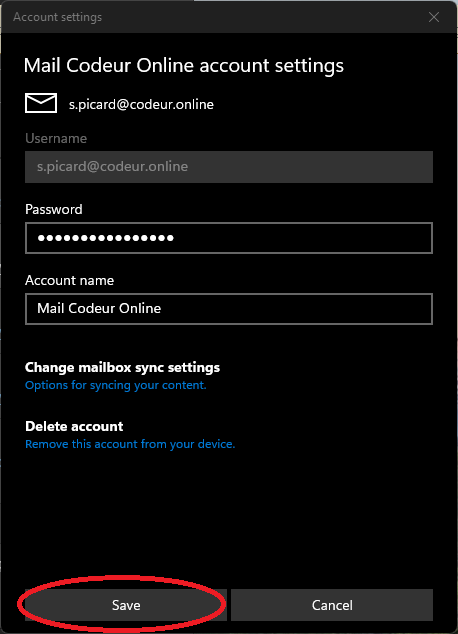 Account settings
Mail Codeur Online account settings
s.picard@codeur.online
Username
s.picard@codeur.online
Password
••••••••••••••••
Account name
Mail Codeur Online
Change mailbox sync settings
Options for syncing your content.
Delete account
Remove this account from your device.
Save
Cancel